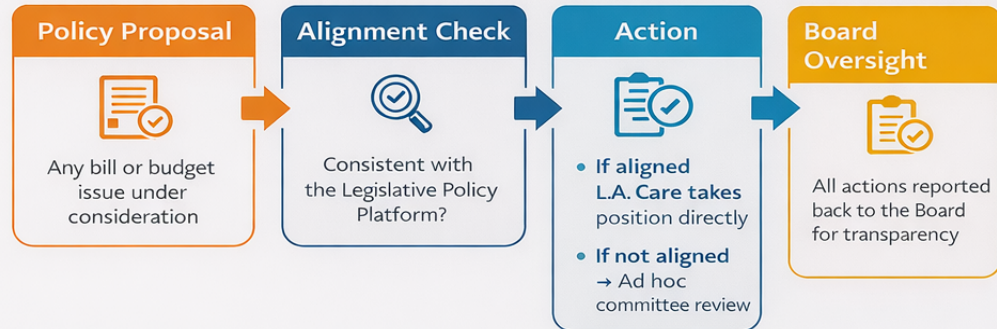 Policy Proposal
Any bill or budget
issue under
consideration
Alignment Check
Consistent with
the Legislative Policy
Platform?
Action
• If aligned
L.A. Care takes
position directly
• If not aligned
→ Ad hoc
committee review
Board
Oversight
All actions reported
back to the Board
for transparency